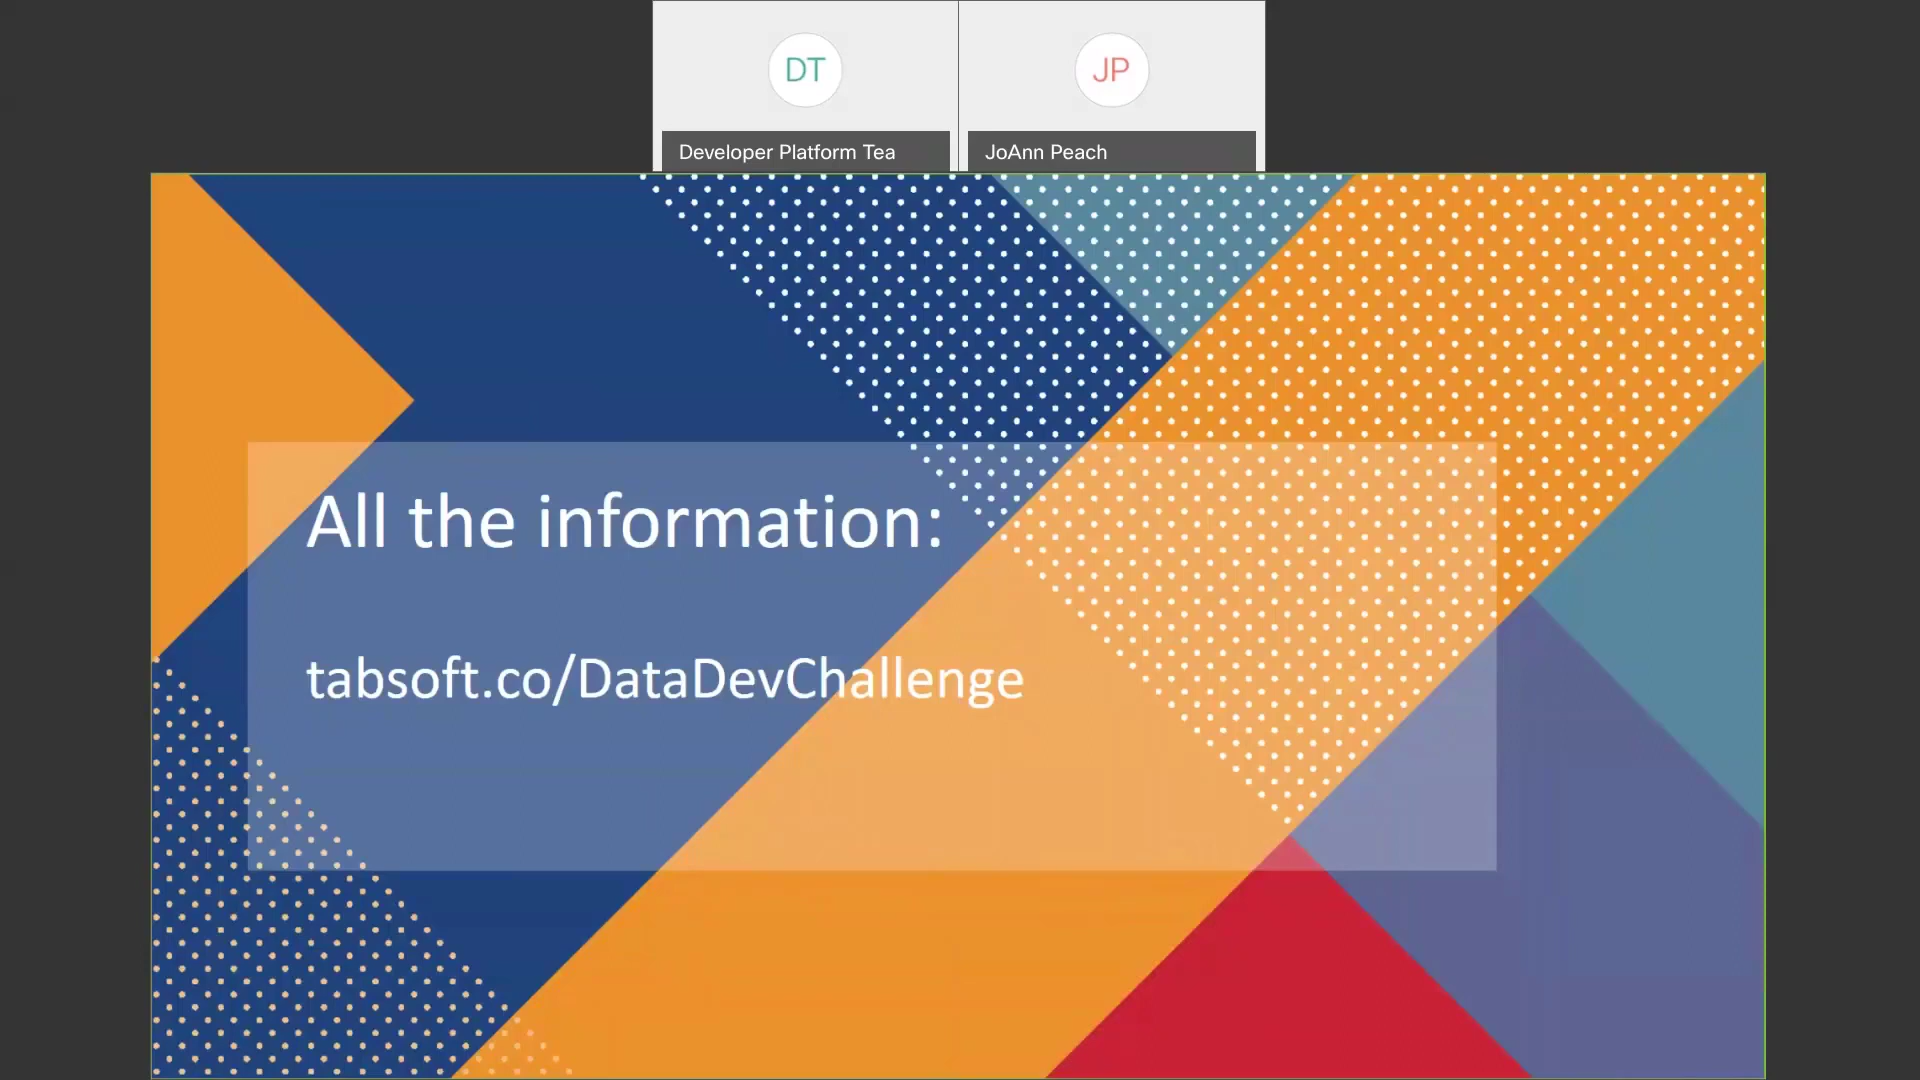 DT
JP
Developer Platform Tea
JoAnn Peach
All the information:
tabsoft.co/DataDevChallenge